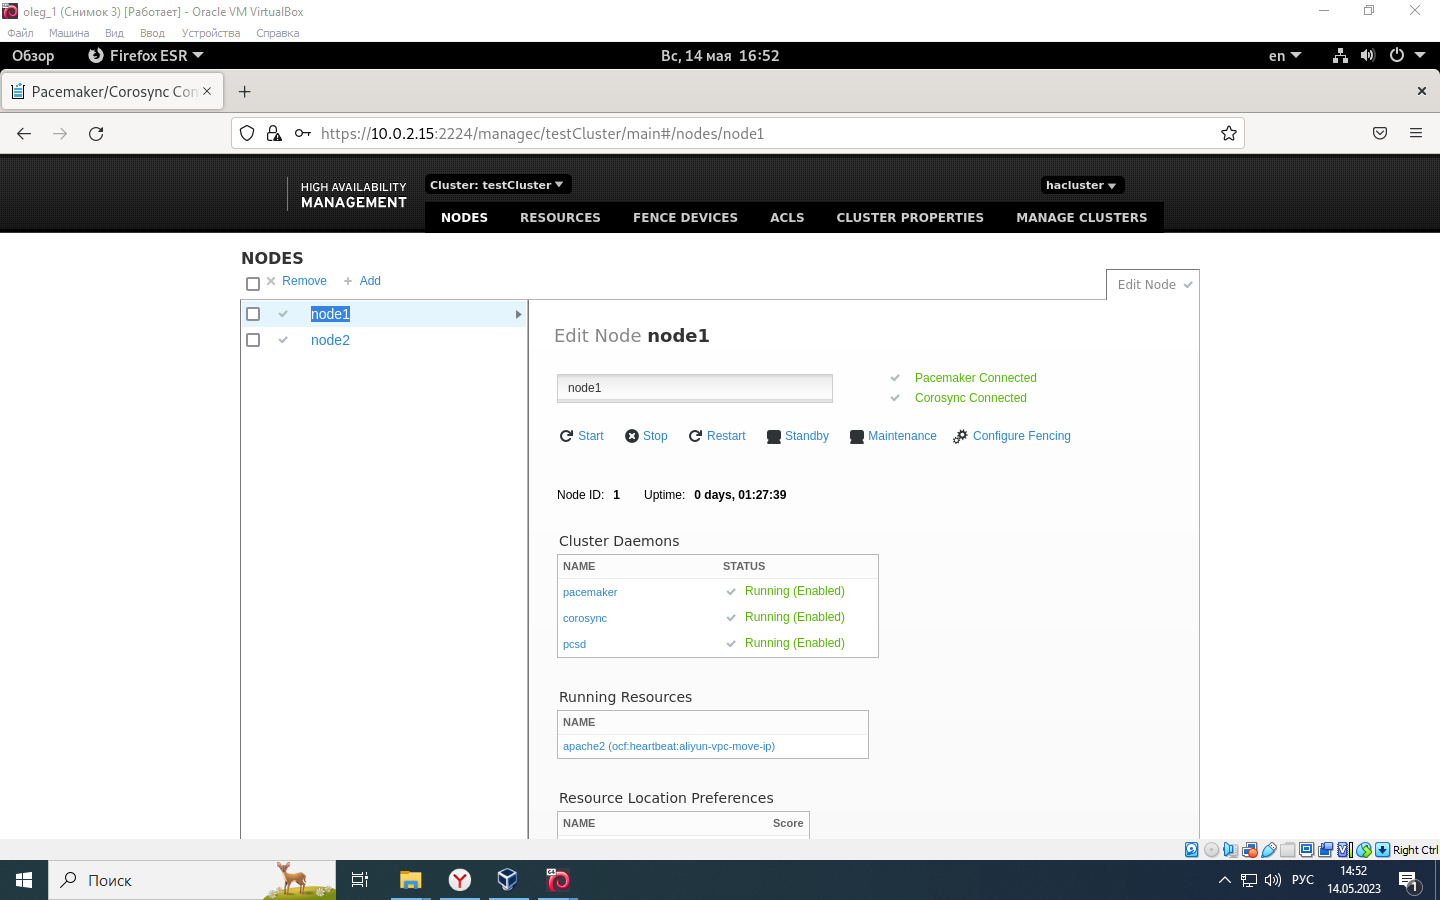 oleg_1 (Снимок 3) [Работает] - Oracle VM VirtualBox
Файл Машина Вид Ввод Устройства Справка
Обзор Firefox ESR Вс, 14 мая 16:52 en
Pacemaker/Corosync Con
https://10.0.2.15:2224/managec/testCluster/main#/nodes/node1
HIGH AVAILABILITY
MANAGEMENT
Cluster: testCluster hacluster
NODES RESOURCES FENCE DEVICES ACLS CLUSTER PROPERTIES MANAGE CLUSTERS
NODES
Remove Add
Edit Node
node1
node2
Edit Node node1
node1
Pacemaker Connected
Corosync Connected
Start Stop Restart Standby Maintenance Configure Fencing
Node ID: 1 Uptime: 0 days, 01:27:39
Cluster Daemons
NAME STATUS
pacemaker Running (Enabled)
corosync Running (Enabled)
pcsd Running (Enabled)
Running Resources
NAME
apache2 (ocf:heartbeat:aliyun-vpc-move-ip)
Resource Location Preferences
NAME Score
Right Ctrl
Поиск
РУС
14:52
14.05.2023
1